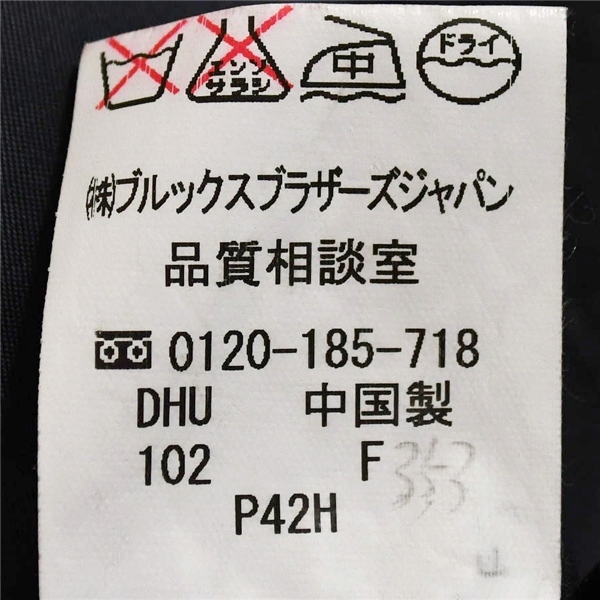 エンソ サラシ 中 ドライ
(株)ブルックスブラザーズジャパン
品質相談室
0120-185-718
DHU 中国製
102 F
P42H